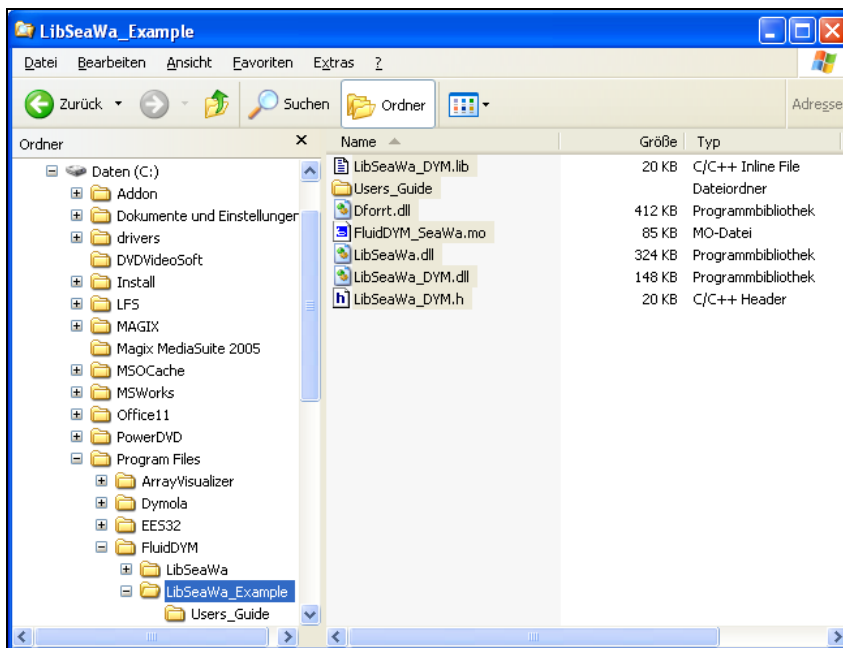 LibSeaWa_Example
Datei Bearbeiten Ansicht Favoriten Extras ?
Zurück Suchen Ordner Adresse
Ordner
Daten (C:)
Addon
Dokumente und Einstellunger
drivers
DVDVideoSoft
Install
LFS
MAGIX
Magix MediaSuite 2005
MSOCache
MSWorks
Office11
PowerDVD
Program Files
ArrayVisualizer
Dymola
EES32
FluidDYM
LibSeaWa
LibSeaWa_Example
Users_Guide
Name Größe Typ
LibSeaWa_DYM.lib 20 KB C/C++ Inline File
Users_Guide Dateiordner
Dforrt.dll 412 KB Programmbibliothek
FluidDYM_SeaWa.mo 85 KB MO-Datei
LibSeaWa.dll 324 KB Programmbibliothek
LibSeaWa_DYM.dll 148 KB Programmbibliothek
LibSeaWa_DYM.h 20 KB C/C++ Header